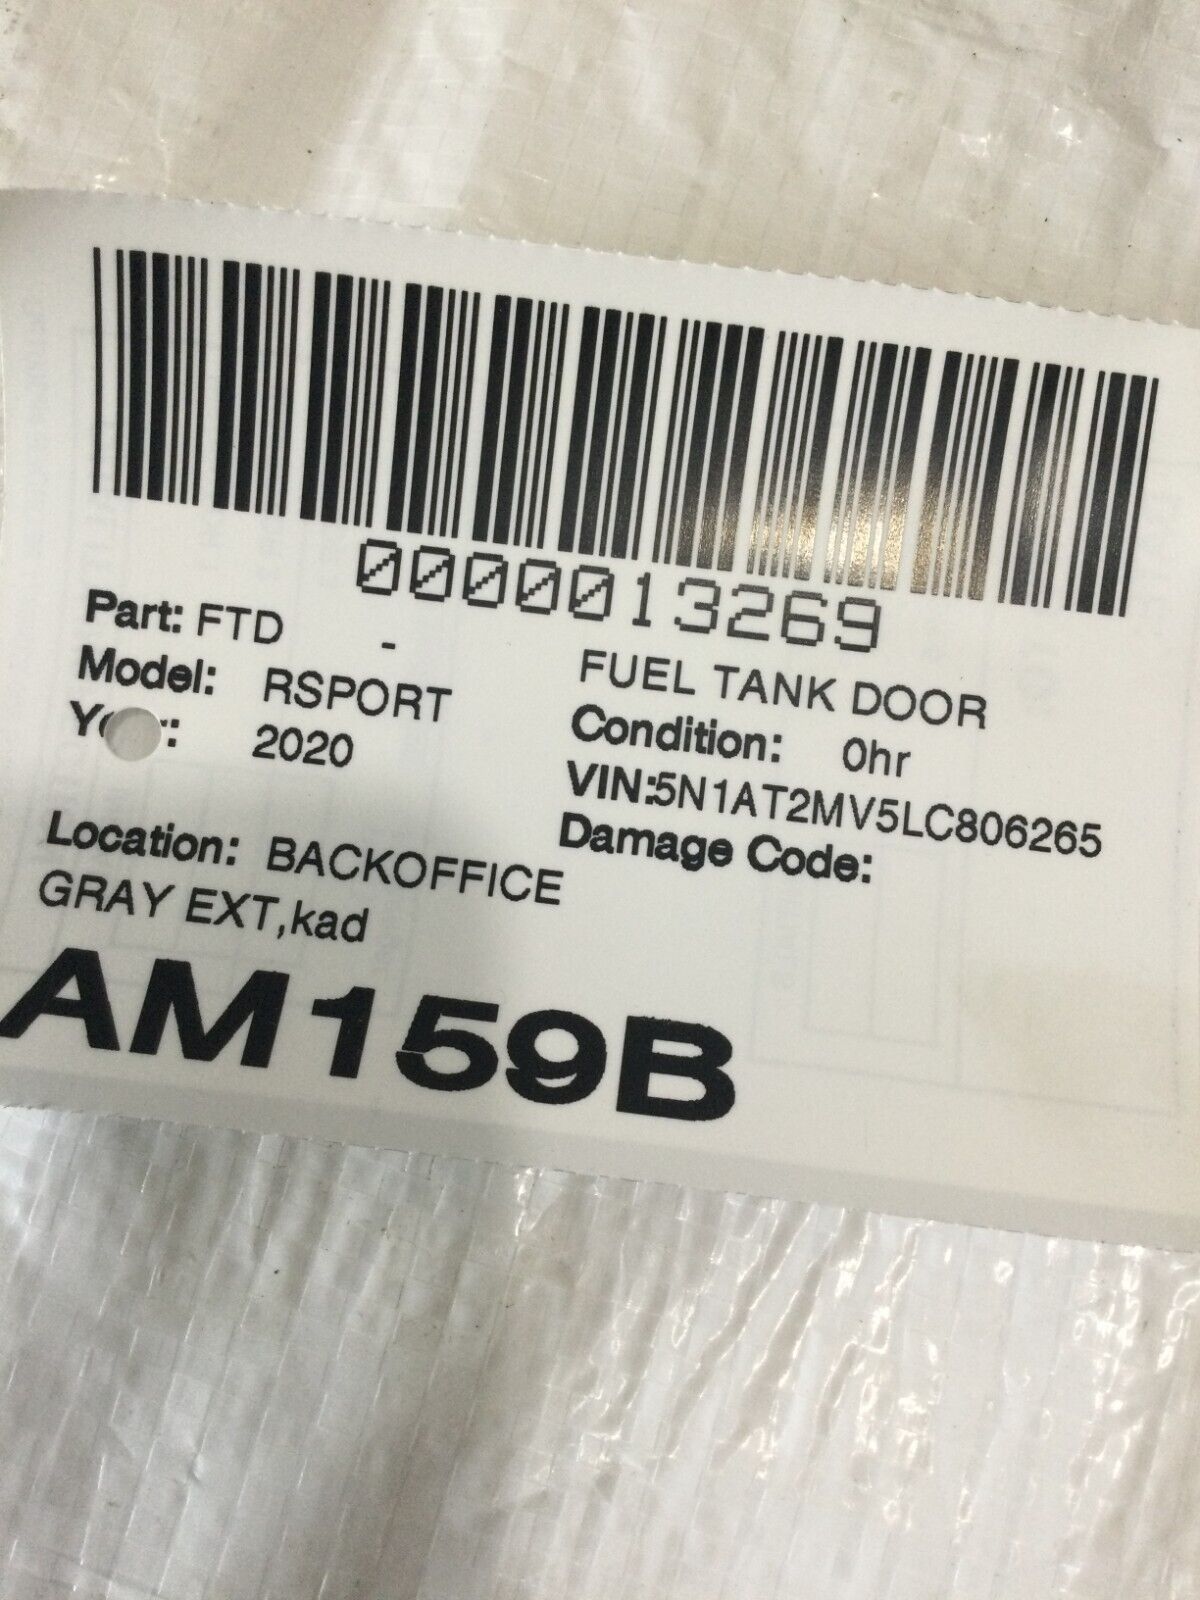 0000013269
Part: FTD -
FUEL TANK DOOR
Model: RSPORT
Condition: 0hr
2020
VIN:5N1AT2MV5LC806265
Damage Code:
Location: BACKOFFICE
GRAY EXT,kad
AM159B